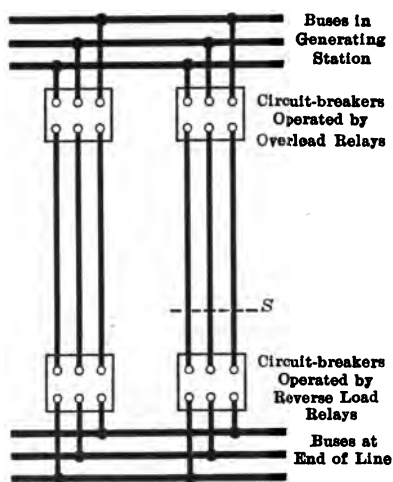 Buses in
Generating
Station
Circuit-breakers
Operated by
Overload Relays
S
Circuit-breakers
Operated by
Reverse Load
Relays
Buses at
End of Line